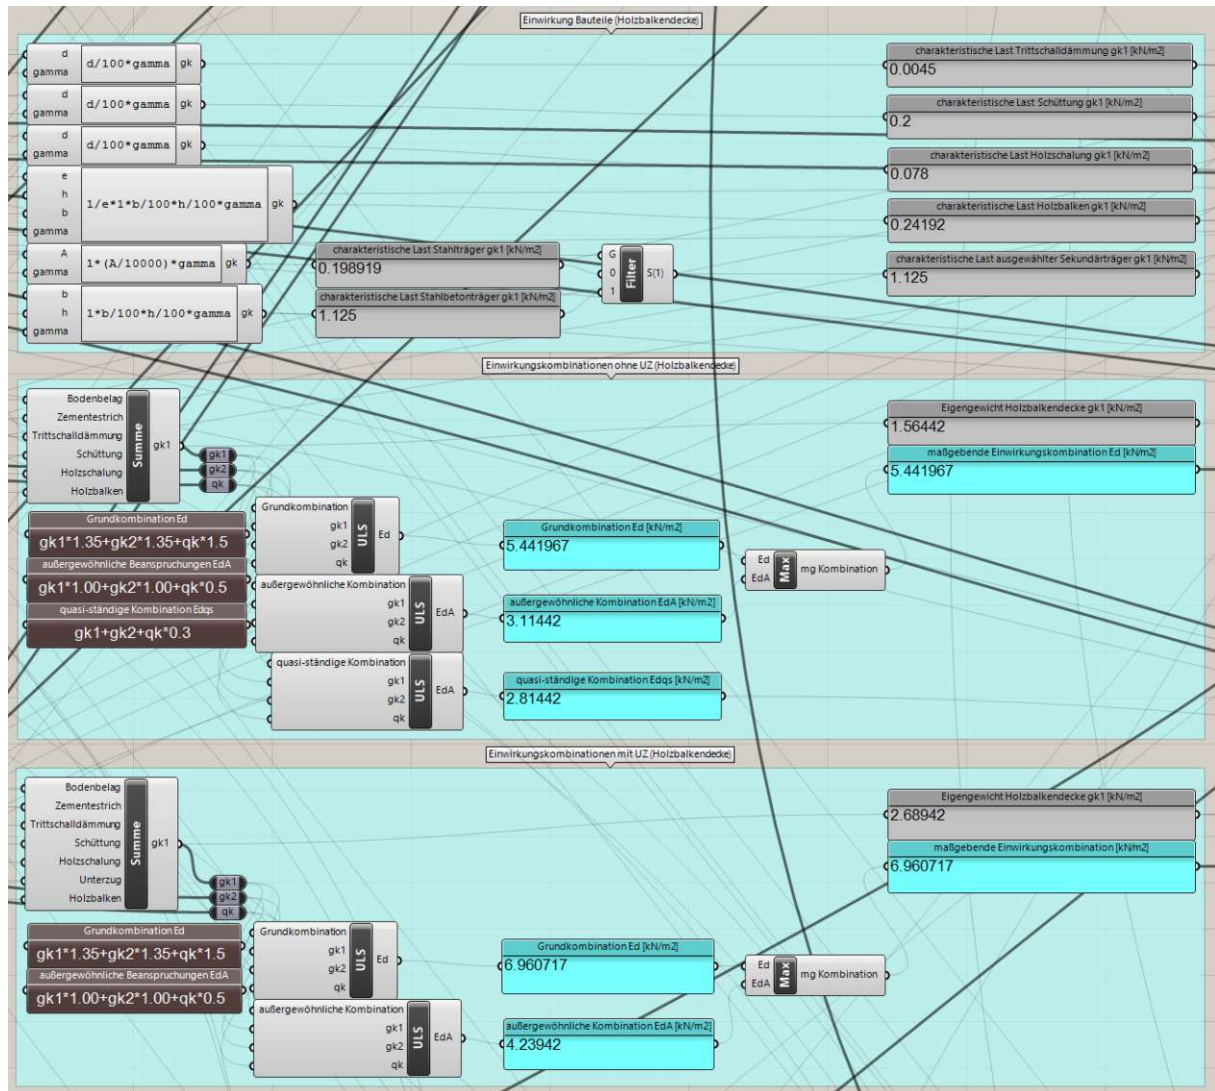 Einwirkung Bauteile (Holzbalkendecke)
d
gamma
d/100*gamma
gk
d
gamma
d/100*gamma
gk
d
gamma
d/100*gamma
gk
e
h
b
gamma
1/e*1*b/100*h/100*gamma
gk
A
gamma
1*(A/10000)*gamma
gk
b
h
gamma
1*b/100*h/100*gamma
gk
charakteristische Last Stahlträger gk1 [kN/m2]
0.198919
charakteristische Last Stahlbetonträger gk1 [kN/m2]
1.125
G
0
1
Filter
S(1)
charakteristische Last Trittschalldämmung gk1 [kN/m2]
0.0045
charakteristische Last Schüttung gk1 [kN/m2]
0.2
charakteristische Last Holzschalung gk1 [kN/m2]
0.078
charakteristische Last Holzbalken gk1 [kN/m2]
0.24192
charakteristische Last ausgewählter Sekundärträger gk1 [kN/m2]
1.125
Einwirkungskombinationen ohne UZ (Holzbalkendecke)
Bodenbelag
Zementestrich
Trittschalldämmung
Schüttung
Holzschalung
Holzbalken
Summe
gk1
gk1
gk2
qk
Grundkombination Ed
gk1*1.35+gk2*1.35+qk*1.5
außergewöhnliche Beanspruchungen EdA
gk1*1.00+gk2*1.00+qk*0.5
quasi-ständige Kombination Edqs
gk1+gk2+qk*0.3
Grundkombination
gk1
gk2
qk
ULS
Ed
außergewöhnliche Kombination
gk1
gk2
qk
ULS
EdA
quasi-ständige Kombination
gk1
gk2
qk
ULS
EdA
Grundkombination Ed [kN/m2]
5.441967
außergewöhnliche Kombination EdA [kN/m2]
3.11442
quasi-ständige Kombination Edqs [kN/m2]
2.81442
Ed
EdA
Max
mg Kombination
Eigengewicht Holzbalkendecke gk1 [kN/m2]
1.56442
maßgebende Einwirkungskombination Ed [kN/m2]
5.441967
Einwirkungskombinationen mit UZ (Holzbalkendecke)
Bodenbelag
Zementestrich
Trittschalldämmung
Schüttung
Holzschalung
Unterzug
Holzbalken
Summe
gk1
gk1
gk2
qk
Grundkombination Ed
gk1*1.35+gk2*1.35+qk*1.5
außergewöhnliche Beanspruchungen EdA
gk1*1.00+gk2*1.00+qk*0.5
Grundkombination
gk1
gk2
qk
ULS
Ed
außergewöhnliche Kombination
gk1
gk2
qk
ULS
EdA
Grundkombination Ed [kN/m2]
6.960717
außergewöhnliche Kombination EdA [kN/m2]
4.23942
Ed
EdA
Max
mg Kombination
Eigengewicht Holzbalkendecke gk1 [kN/m2]
2.68942
maßgebende Einwirkungskombination [kN/m2]
6.960717